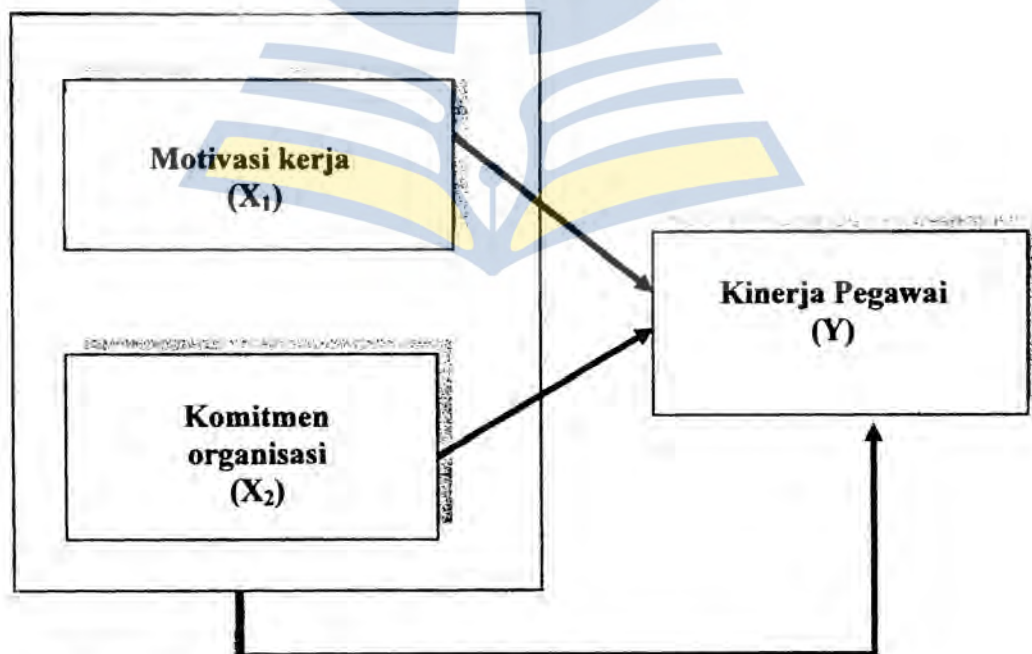 Motivasi kerja
(X₁)
Kinerja Pegawai
(Y)
Komitmen
organisasi
(X₂)